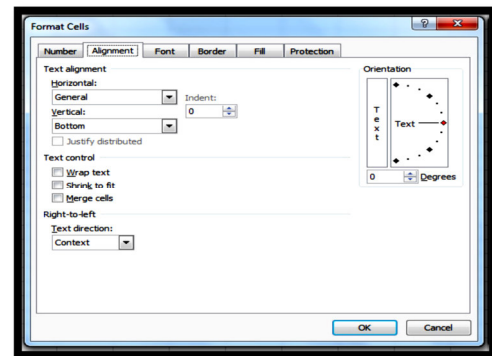 Format Cells
Number Alignment Font Border Fill Protection
Text alignment
Horizontal:
General
Indent:
Vertical:
0
Bottom
Justify distributed
Text control
Wrap text
Shrink to fit
Merge cells
Right-to-left
Text direction:
Context
Orientation
Text
Text
0 Degrees
OK Cancel